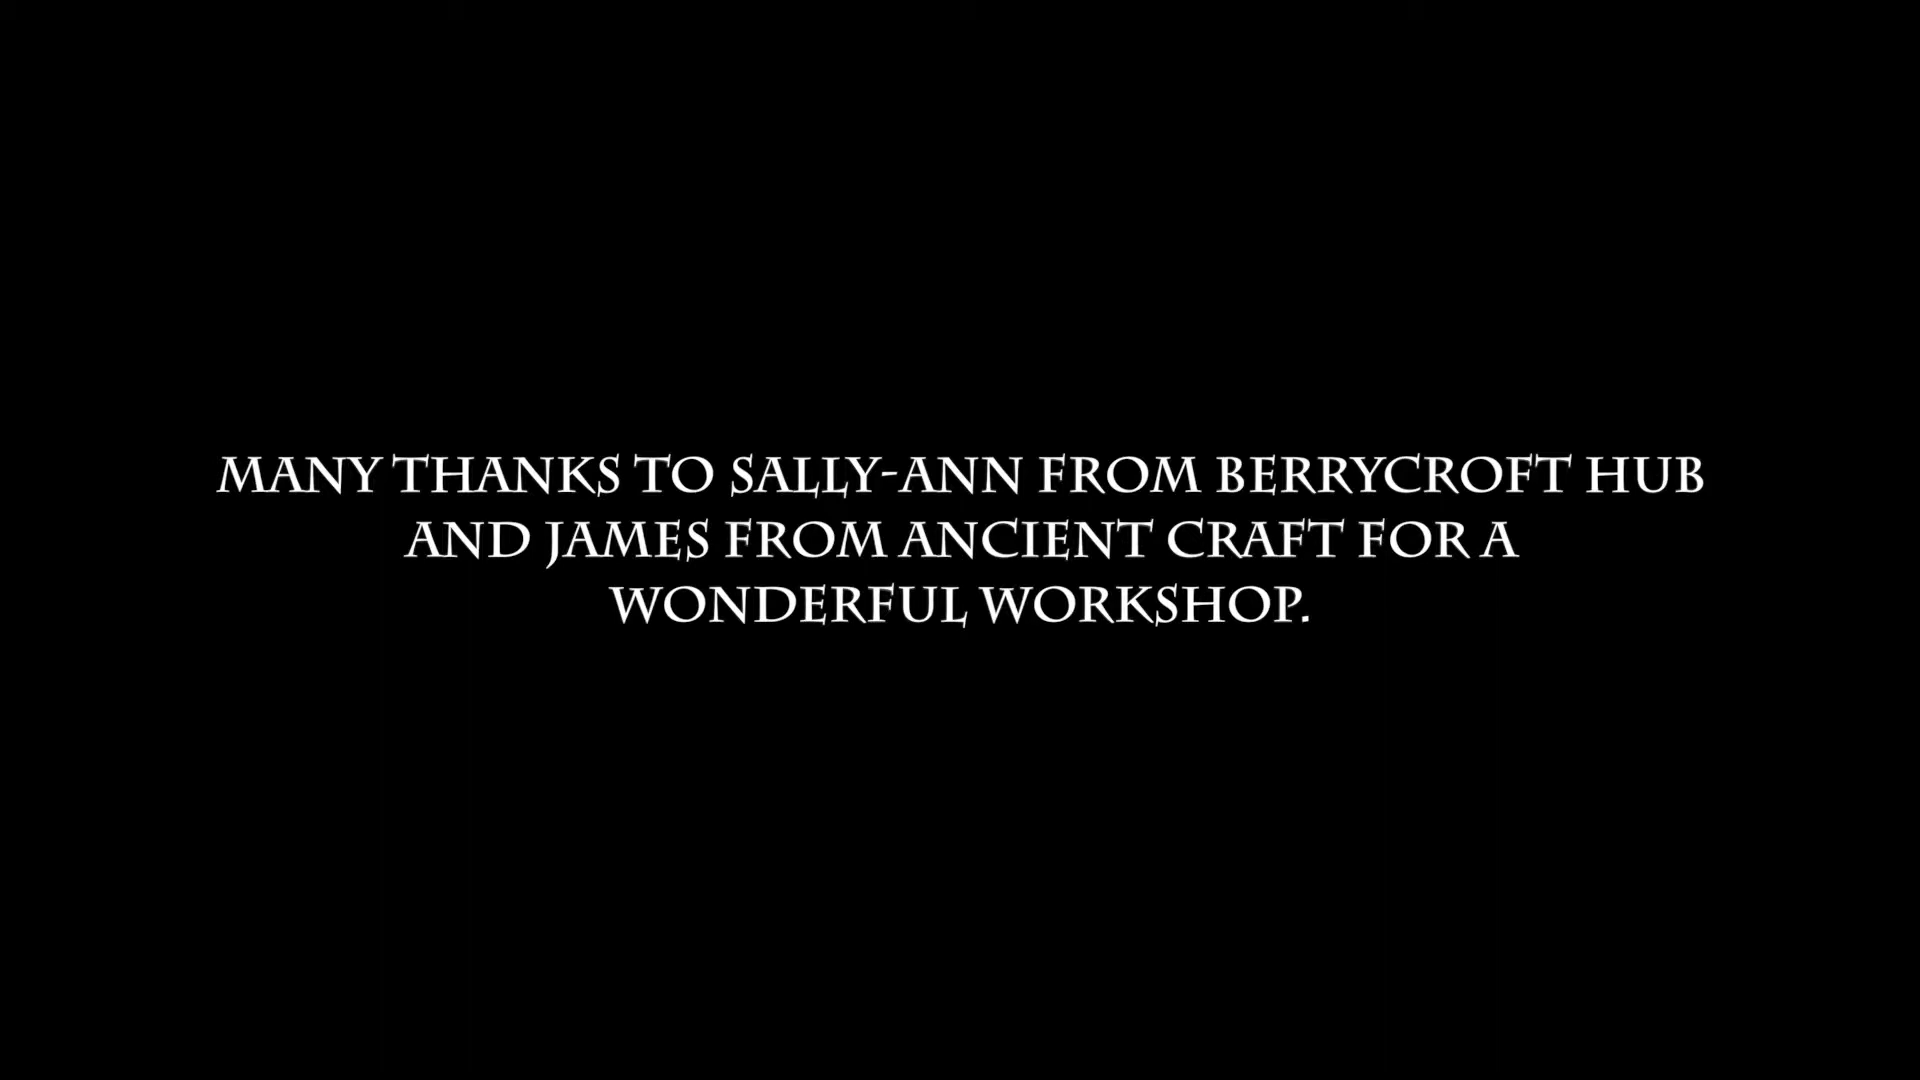 MANY THANKS TO SALLY-ANN FROM BERRYCROFT HUB
AND JAMES FROM ANCIENT CRAFT FOR A
WONDERFUL WORKSHOP.